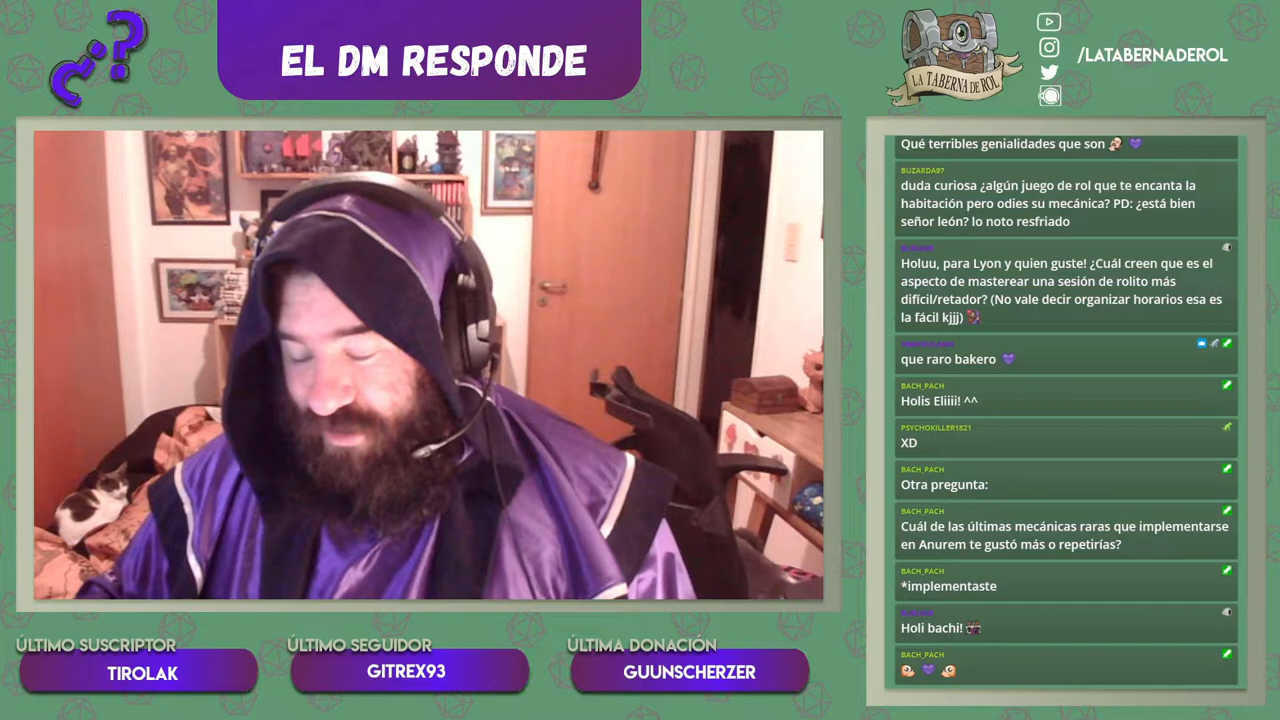 ¿?
EL DM RESPONDE
LA TABERNA DE ROL
/LATABERNADEROL
Qué terribles genialidades que son
BUZARDA97
duda curiosa ¿algún juego de rol que te encanta la
habitación pero odies su mecánica? PD: ¿está bien
señor león? lo noto resfriado
Holuu, para Lyon y quien guste! ¿Cuál creen que es el
aspecto de masterear una sesión de rolito más
difícil/retador? (No vale decir organizar horarios esa es
la fácil kjjj)
que raro bakero
BACH_PACH
Holis Eliiii! ^^
PSYCHOKILLER1821
XD
BACH_PACH
Otra pregunta:
BACH_PACH
Cuál de las últimas mecánicas raras que implementarse
en Anurem te gustó más o repetirías?
BACH_PACH
*implementaste
Holi bachi!
BACH_PACH
ÚLTIMO SUSCRIPTOR
TIROLAK
ÚLTIMO SEGUIDOR
GITREX93
ÚLTIMA DONACIÓN
GUUNSCHERZER